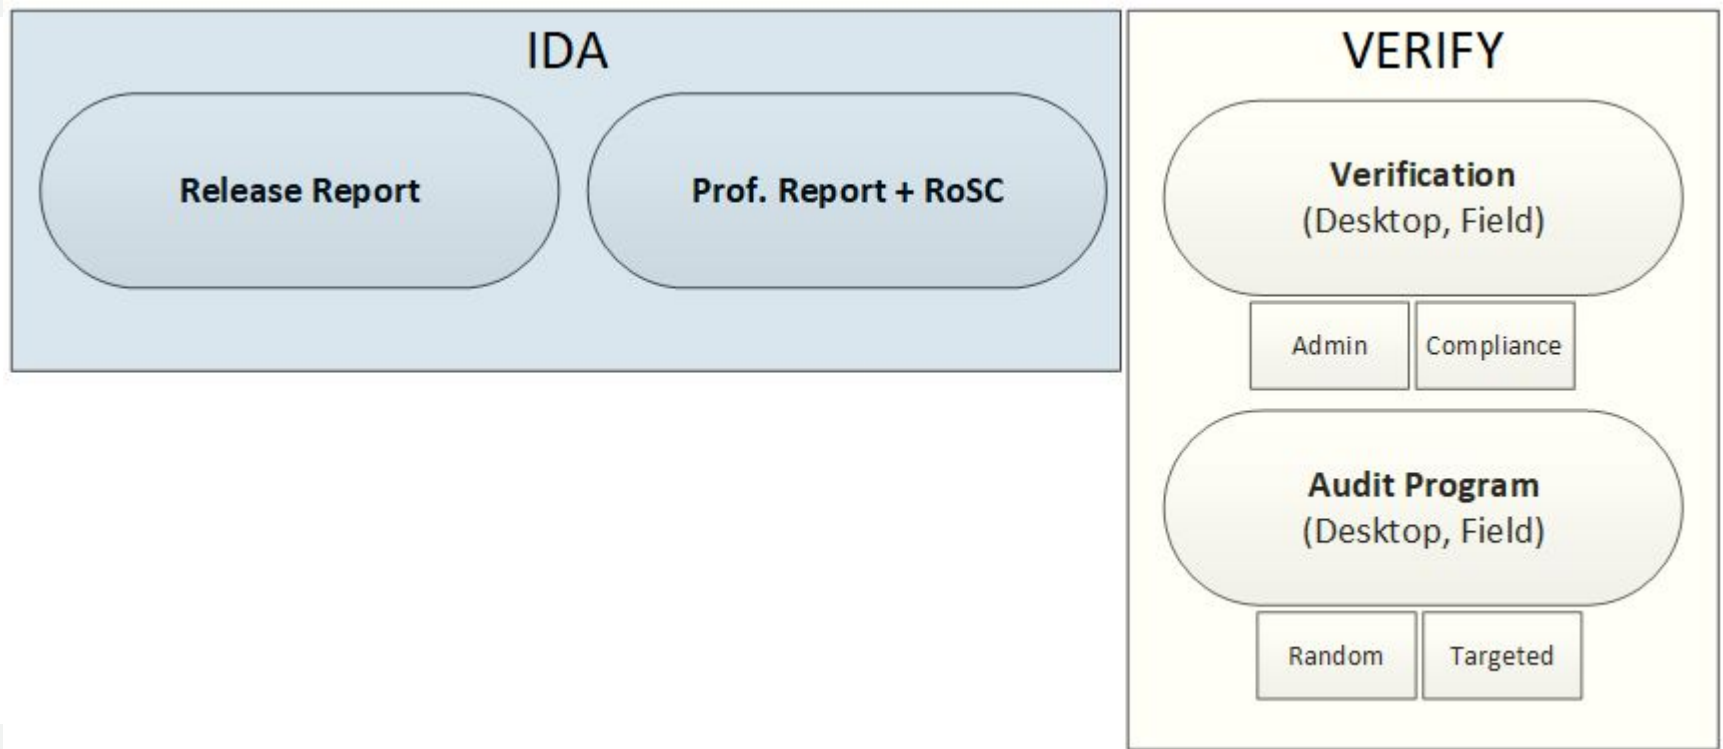 IDA
Release Report
Prof. Report + RoSC
VERIFY
Verification
(Desktop, Field)
Admin
Compliance
Audit Program
(Desktop, Field)
Random
Targeted